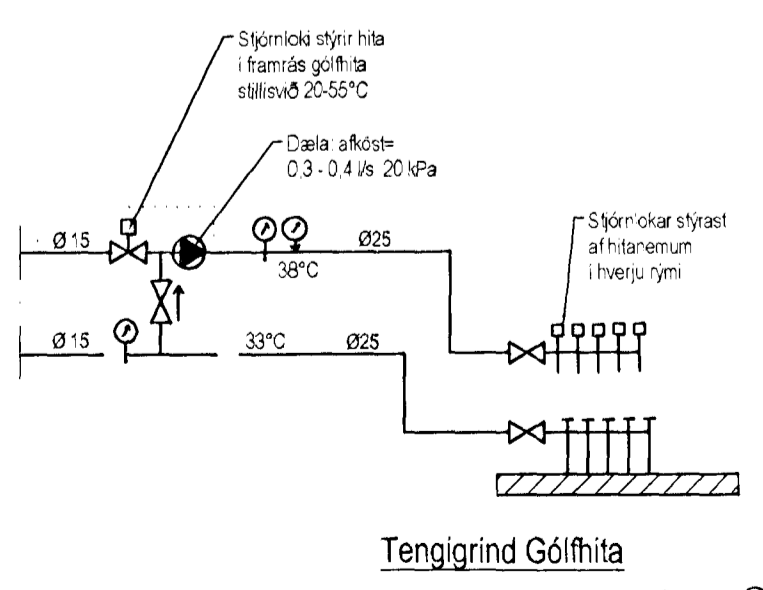 Stjórnloki stýrir hita
í framrás gólfhita
stillisvið 20-55°C
Dæla: afköst=
0,3 - 0,4 l/s 20 kPa
Ø 15
Ø25
38°C
Stjórnlokar stýrast
af hitanemum
í hverju rými
Ø 15
33°C
Ø25
Tengigrind Gólfhita